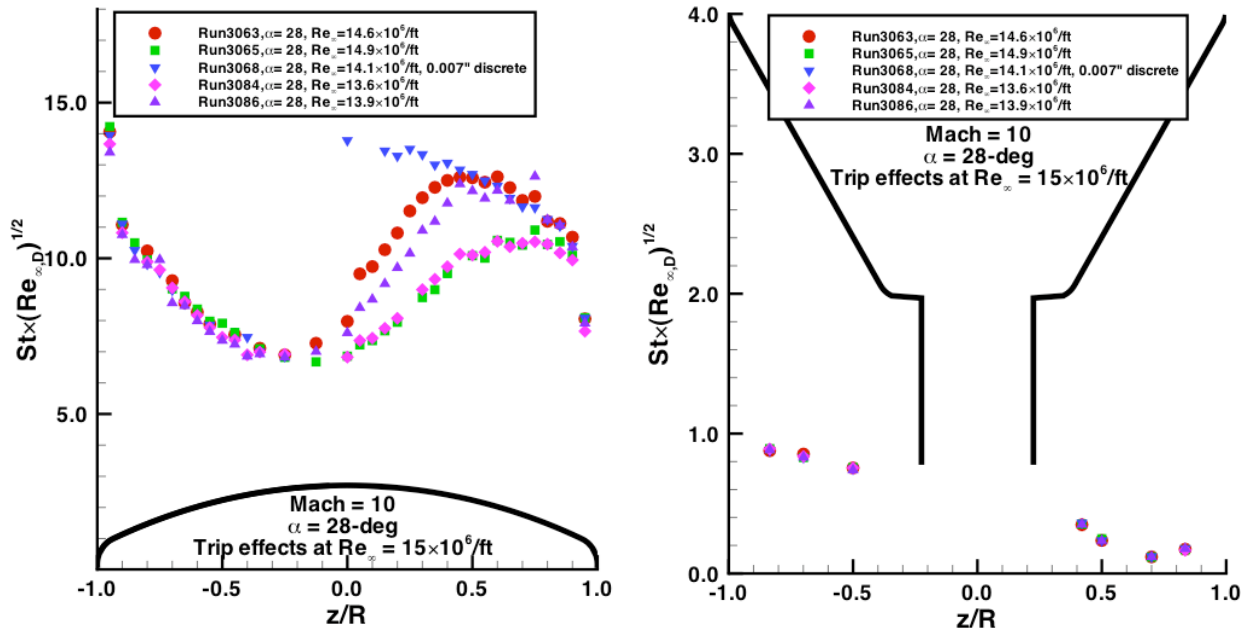 Run3063,α= 28, Re∞=14.6×10⁶/ft
Run3065,α= 28, Re∞=14.9×10⁶/ft
Run3068,α= 28, Re∞=14.1×10⁶/ft, 0.007" discrete
Run3084,α= 28, Re∞=13.6×10⁶/ft
Run3086,α= 28, Re∞=13.9×10⁶/ft
15.0
10.0
5.0
St×(Re∞,D)¹/²
Mach = 10
α = 28-deg
Trip effects at Re∞ = 15×10⁶/ft
-1.0
-0.5
0.0
0.5
1.0
z/R
Run3063,α= 28, Re∞=14.6×10⁶/ft
Run3065,α= 28, Re∞=14.9×10⁶/ft
Run3068,α= 28, Re∞=14.1×10⁶/ft, 0.007" discrete
Run3084,α= 28, Re∞=13.6×10⁶/ft
Run3086,α= 28, Re∞=13.9×10⁶/ft
Mach = 10
α = 28-deg
Trip effects at Re∞ = 15×10⁶/ft
4.0
3.0
2.0
1.0
0.0
St×(Re∞,D)¹/²
-1.0
-0.5
0.0
0.5
1.0
z/R